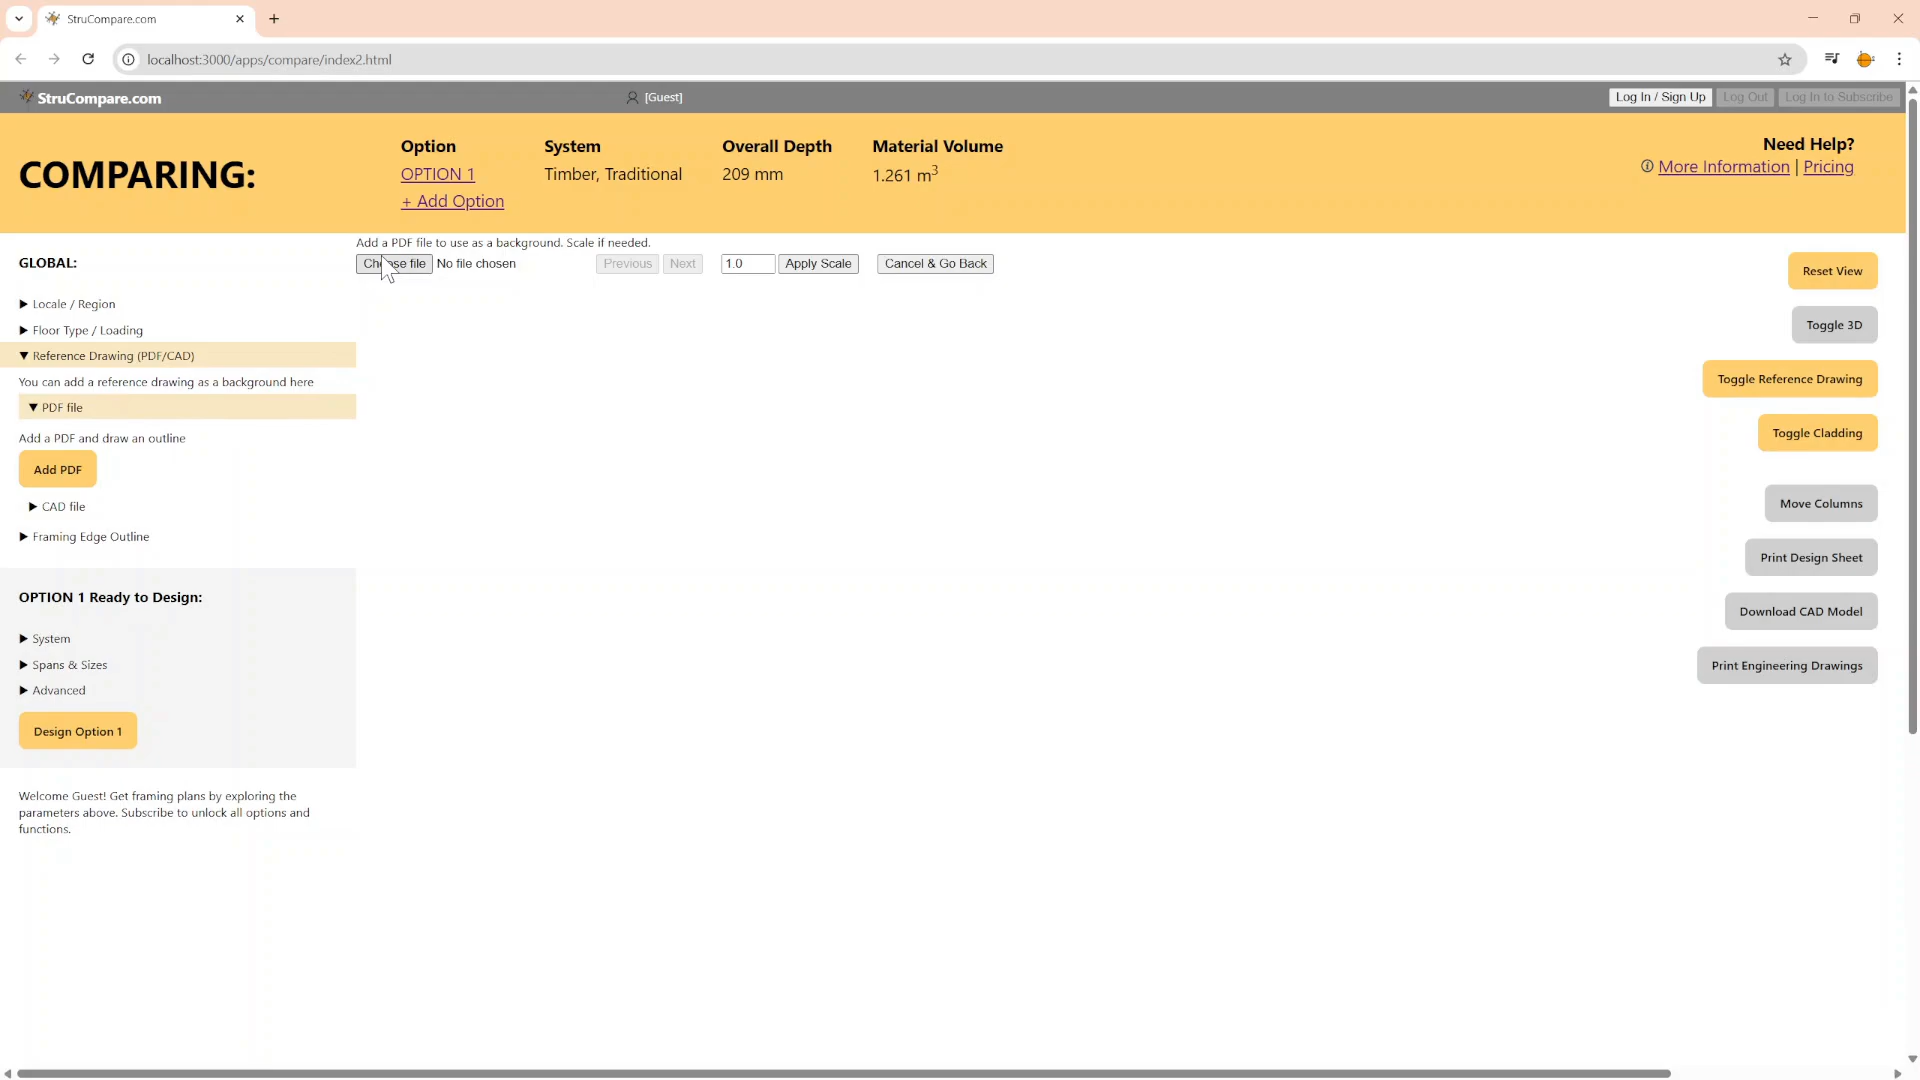 StruCompare.com
localhost:3000/apps/compare/index2.html
StruCompare.com
[Guest]
Log In / Sign Up
Log Out
Log In to Subscribe
COMPARING:
Option System Overall Depth Material Volume
OPTION 1 Timber, Traditional 209 mm 1.261 m3
+ Add Option
Need Help?
More Information | Pricing
GLOBAL:
Locale / Region
Floor Type / Loading
Reference Drawing (PDF/CAD)
You can add a reference drawing as a background here
PDF file
Add a PDF and draw an outline
Add PDF
CAD file
Framing Edge Outline
OPTION 1 Ready to Design:
System
Spans & Sizes
Advanced
Design Option 1
Welcome Guest! Get framing plans by exploring the
parameters above. Subscribe to unlock all options and
functions.
Add a PDF file to use as a background. Scale if needed.
Choose file No file chosen Previous Next 1.0 Apply Scale Cancel & Go Back
Reset View
Toggle 3D
Toggle Reference Drawing
Toggle Cladding
Move Columns
Print Design Sheet
Download CAD Model
Print Engineering Drawings